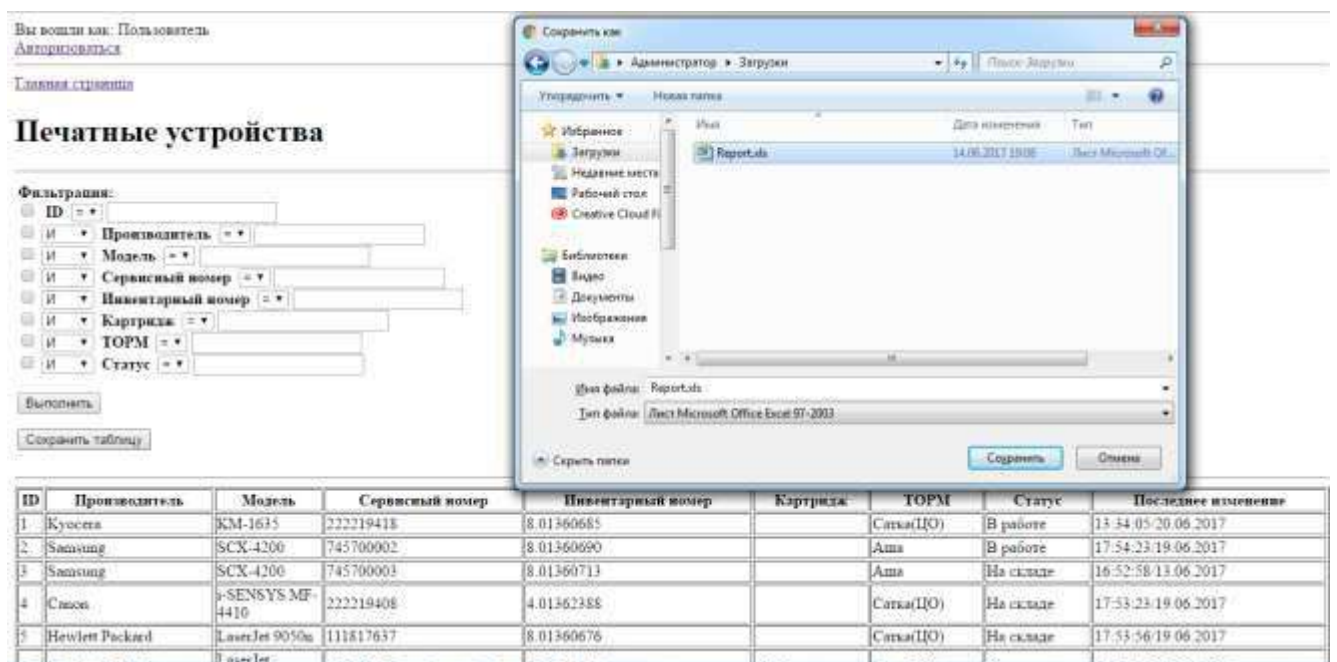 Вы вошли как: Пользователь
Авторизоваться
Главная страница
Печатные устройства
Фильтрация:
ID = 
И Производитель =
И Модель =
И Сервисный номер =
И Инвентарный номер =
И Картридж =
И ТОРМ =
И Статус =
Выполнить
Сохранить таблицу
Сохранить как
Администратор Загрузки
Поиск: Загрузки
Упорядочить Новая папка
Имя Дата изменения Тип
Избранное
Загрузки
Недавние места
Рабочий стол
Creative Cloud Fi
Библиотеки
Видео
Документы
Изображения
Музыка
Report.xls 14.06.2017 Лист Microsoft Of...
Имя файла: Report.xls
Тип файла: Лист Microsoft Office Excel 97-2003
Скрыть папки
Сохранить Отмена
ID Производитель Модель Сервисный номер Инвентарный номер Картридж ТОРМ Статус Последнее изменение
1 Kyocera KM-1635 222219418 8.01360685 Сатка(ЦО) В работе 13:34:05/20.06.2017
2 Samsung SCX-4200 745700002 8.01360690 Аша В работе 17:54:23/19.06.2017
3 Samsung SCX-4200 745700003 8.01360713 Аша На складе 16:52:58/13.06.2017
4 Canon i-SENSYS MF-4410 222219408 4.01362388 Сатка(ЦО) На складе 17:53:23/19.06.2017
5 Hewlett Packard LaserJet 9050n 111817637 8.01360676 Сатка(ЦО) На складе 17:53:56/19.06.2017
LaserJet